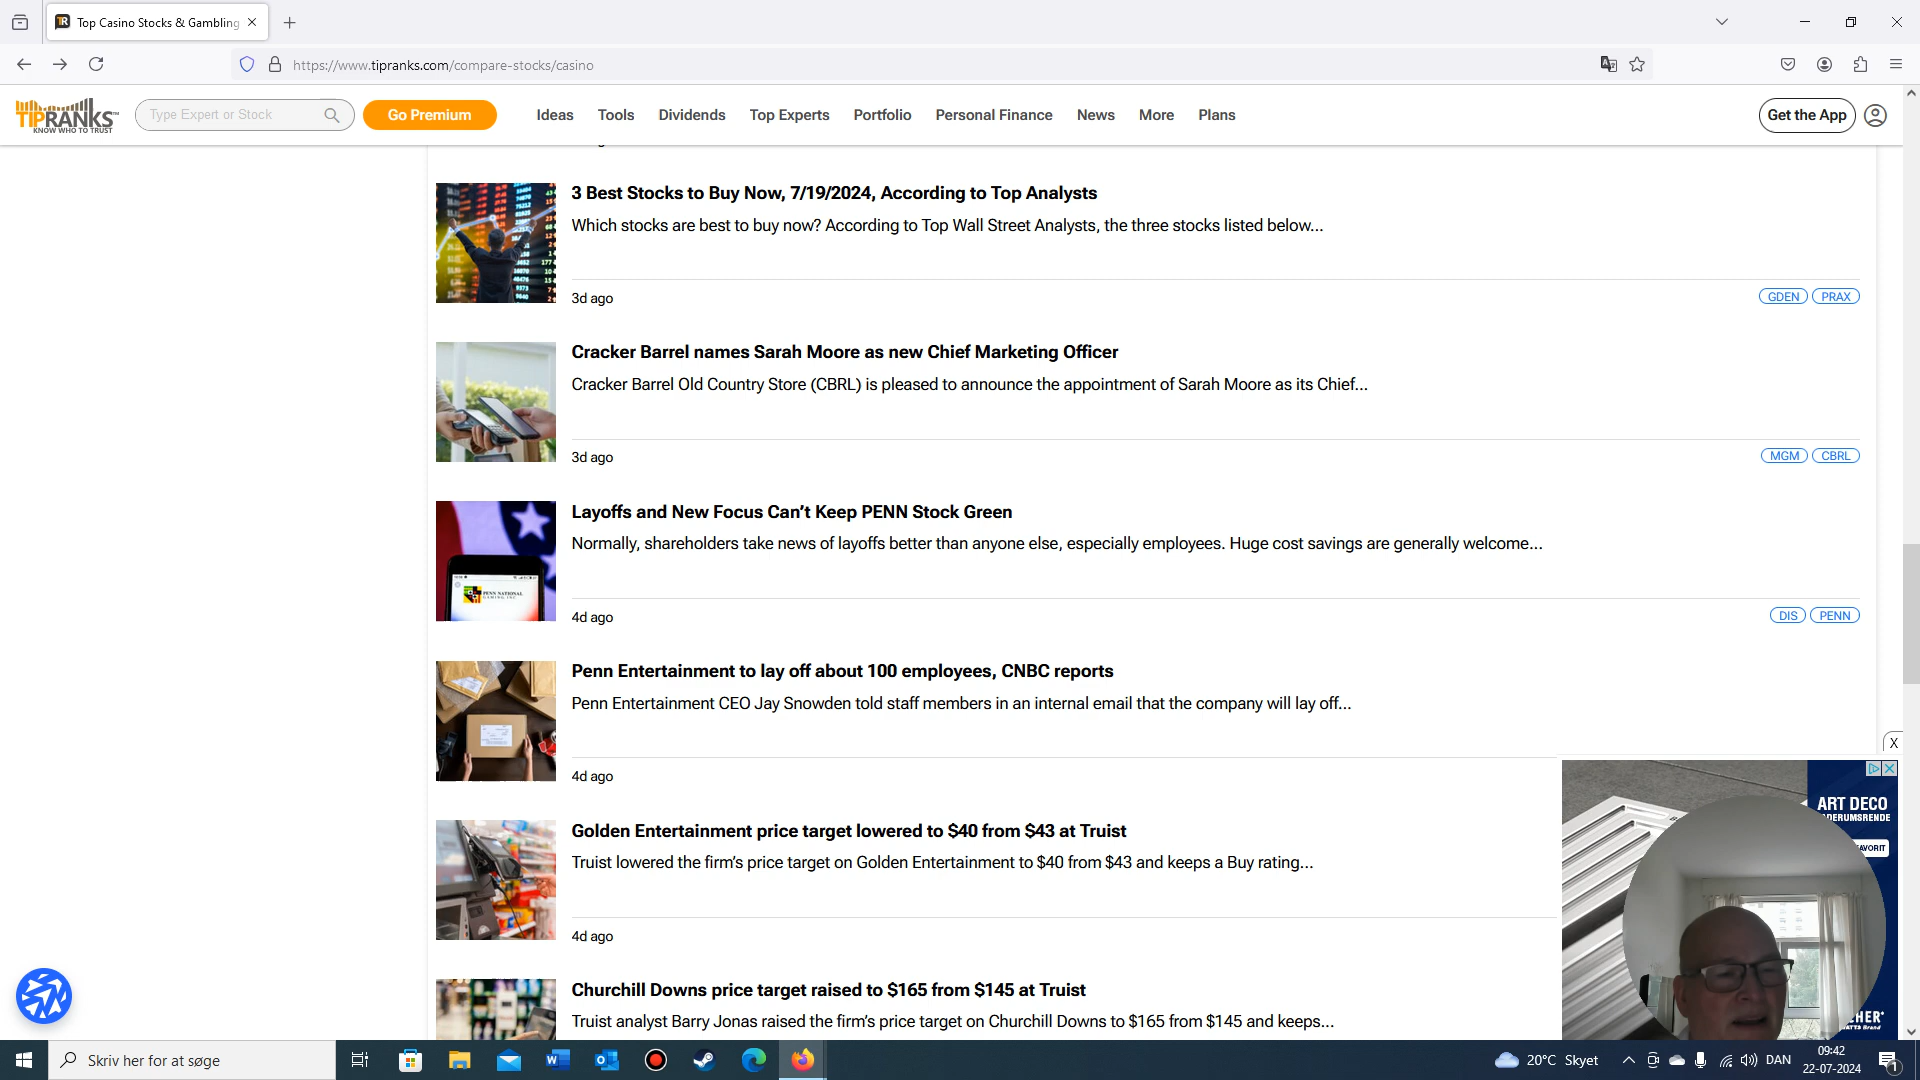 Top Casino Stocks & Gambling
https://www.tipranks.com/compare-stocks/casino
TIPRANKS
KNOW WHO TO TRUST
Type Expert or Stock
Go Premium
Ideas
Tools
Dividends
Top Experts
Portfolio
Personal Finance
News
More
Plans
Get the App
3 Best Stocks to Buy Now, 7/19/2024, According to Top Analysts
Which stocks are best to buy now? According to Top Wall Street Analysts, the three stocks listed below...
3d ago
GDEN PRAX
Cracker Barrel names Sarah Moore as new Chief Marketing Officer
Cracker Barrel Old Country Store (CBRL) is pleased to announce the appointment of Sarah Moore as its Chief...
3d ago
MGM CBRL
Layoffs and New Focus Can’t Keep PENN Stock Green
Normally, shareholders take news of layoffs better than anyone else, especially employees. Huge cost savings are generally welcome...
PENN NATIONAL
GAMING, INC
4d ago
DIS PENN
Penn Entertainment to lay off about 100 employees, CNBC reports
Penn Entertainment CEO Jay Snowden told staff members in an internal email that the company will lay off...
4d ago
X
ART DECO
DERUMSRENDE
AVORIT
Golden Entertainment price target lowered to $40 from $43 at Truist
Truist lowered the firm’s price target on Golden Entertainment to $40 from $43 and keeps a Buy rating...
4d ago
Churchill Downs price target raised to $165 from $145 at Truist
Truist analyst Barry Jonas raised the firm’s price target on Churchill Downs to $165 from $145 and keeps...
HER*
Skriv her for at søge
20°C Skyet
DAN
09:42
22-07-2024
1